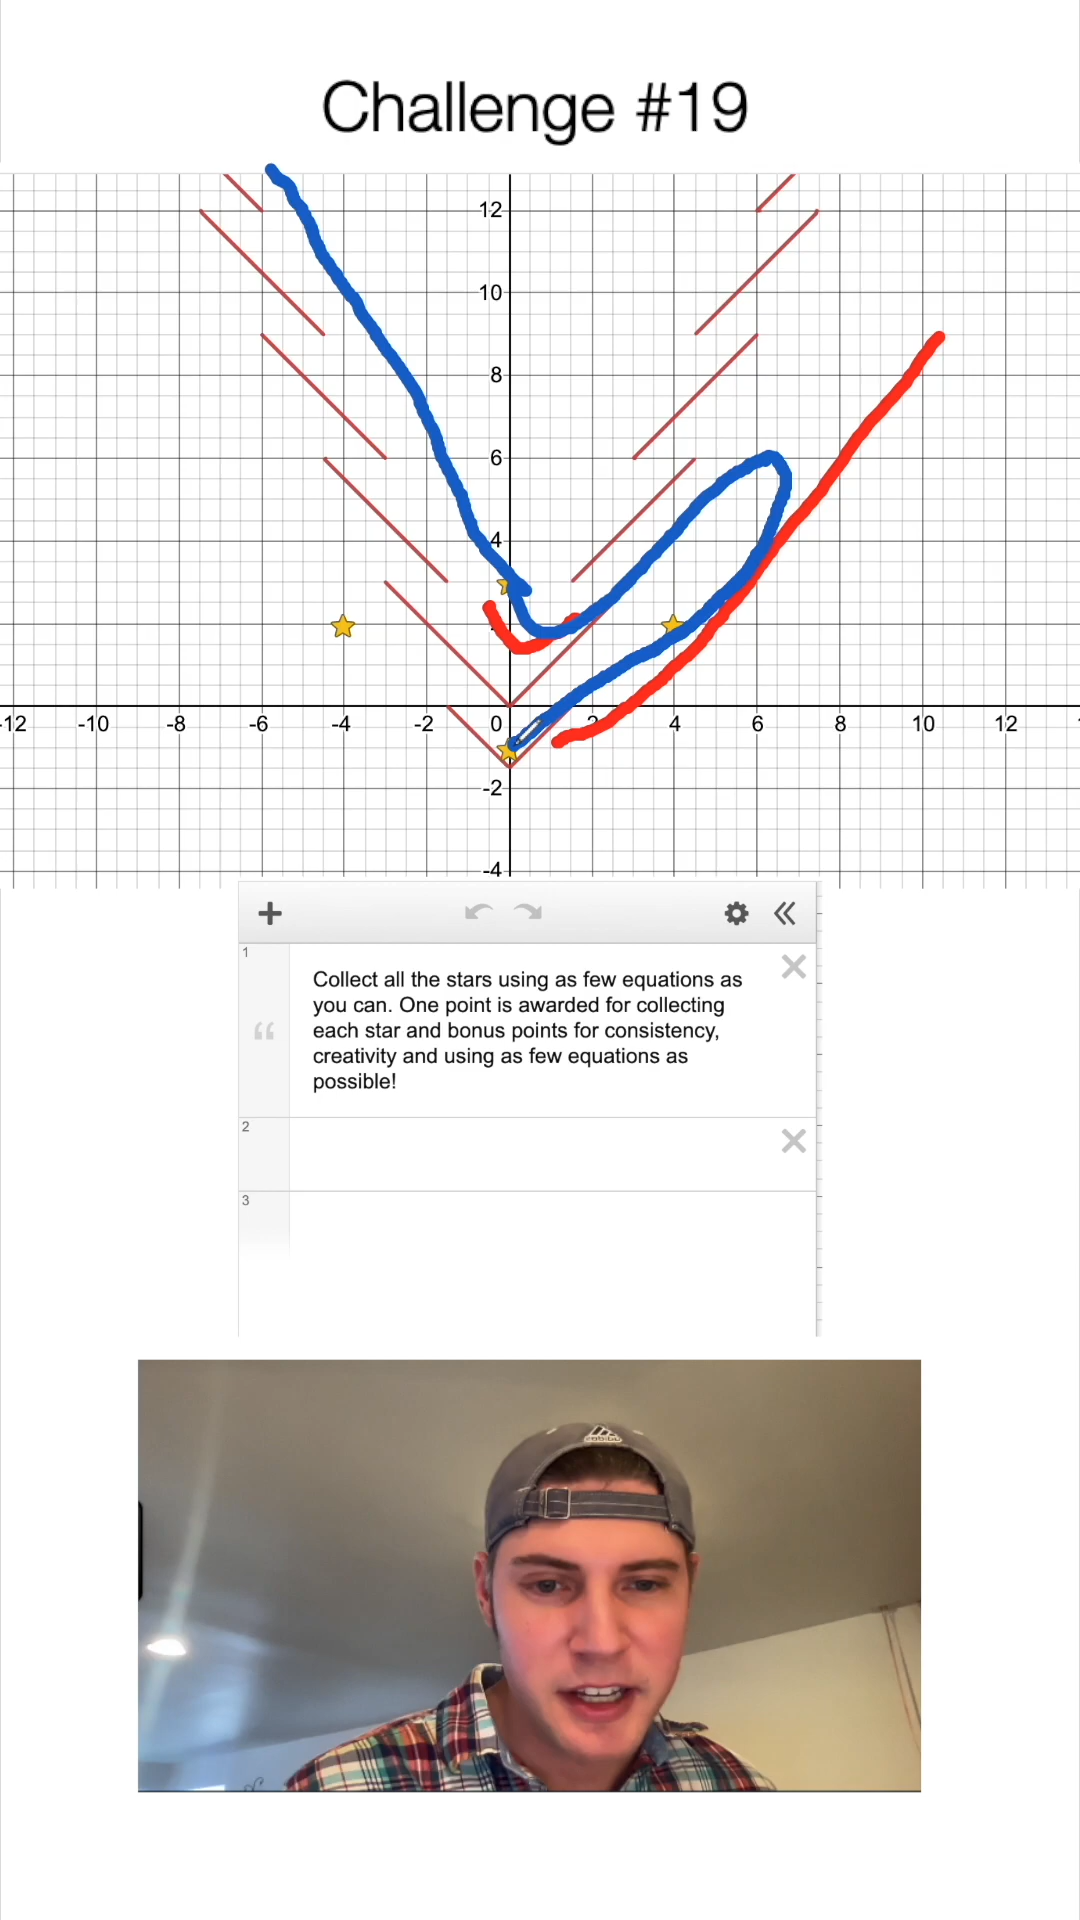 Challenge #19
12
10
8
6
4
-12 -10 -8 -6 -4 -2 0 2 4 6 8 10 12
-2
-4
1
Collect all the stars using as few equations as
you can. One point is awarded for collecting
each star and bonus points for consistency,
creativity and using as few equations as
possible!
2
3